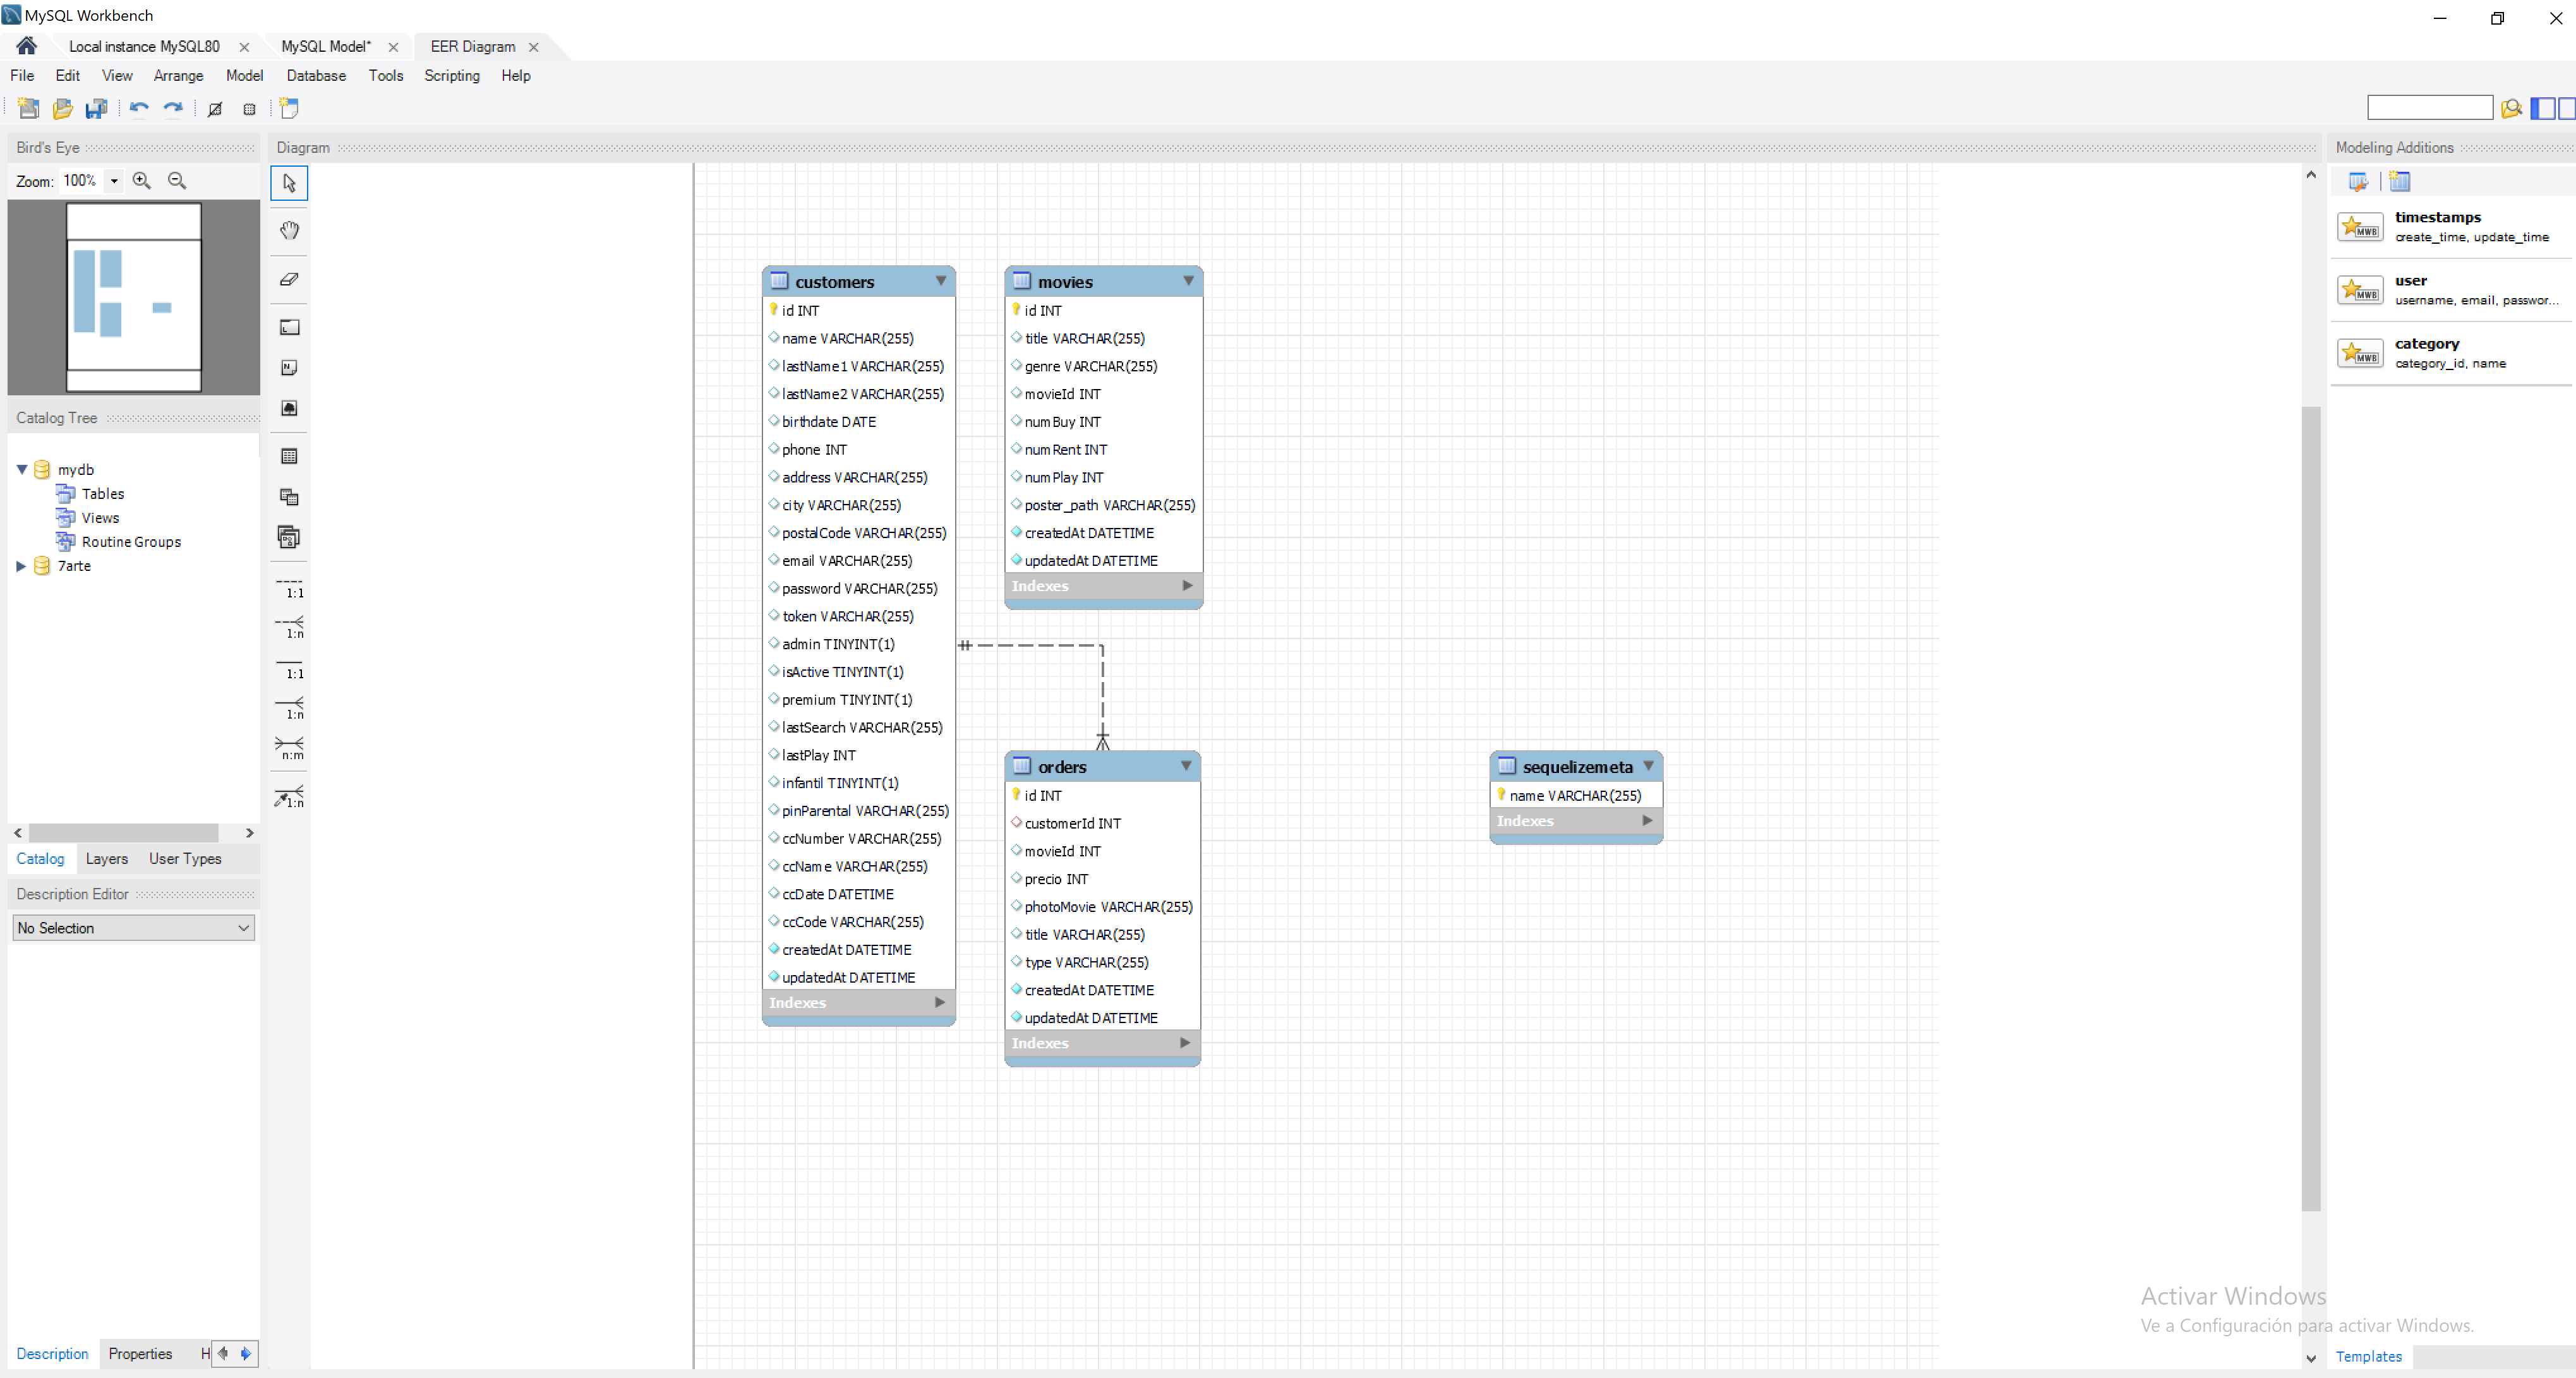 MySQL Workbench
Local instance MySQL80
MySQL Model*
EER Diagram
File Edit View Arrange Model Database Tools Scripting Help
Bird's Eye
Zoom: 100%
Catalog Tree
mydb
Tables
Views
Routine Groups
7arte
Catalog Layers User Types
Description Editor
No Selection
Description Properties H
Diagram
1:1
1:n
1:1
1:n
n:m
1:n
customers
id INT
name VARCHAR(255)
lastName1 VARCHAR(255)
lastName2 VARCHAR(255)
birthdate DATE
phone INT
address VARCHAR(255)
city VARCHAR(255)
postalCode VARCHAR(255)
email VARCHAR(255)
password VARCHAR(255)
token VARCHAR(255)
admin TINYINT(1)
isActive TINYINT(1)
premium TINYINT(1)
lastSearch VARCHAR(255)
lastPlay INT
infantil TINYINT(1)
pinParental VARCHAR(255)
ccNumber VARCHAR(255)
ccName VARCHAR(255)
ccDate DATETIME
ccCode VARCHAR(255)
createdAt DATETIME
updatedAt DATETIME
Indexes
movies
id INT
title VARCHAR(255)
genre VARCHAR(255)
movieId INT
numBuy INT
numRent INT
numPlay INT
poster_path VARCHAR(255)
createdAt DATETIME
updatedAt DATETIME
Indexes
orders
id INT
customerId INT
movieId INT
precio INT
photoMovie VARCHAR(255)
title VARCHAR(255)
type VARCHAR(255)
createdAt DATETIME
updatedAt DATETIME
Indexes
sequelizemeta
name VARCHAR(255)
Indexes
Modeling Additions
MWB
timestamps
create_time, update_time
MWB
user
username, email, passwor...
MWB
category
category_id, name
Activar Windows
Ve a Configuración para activar Windows.
Templates